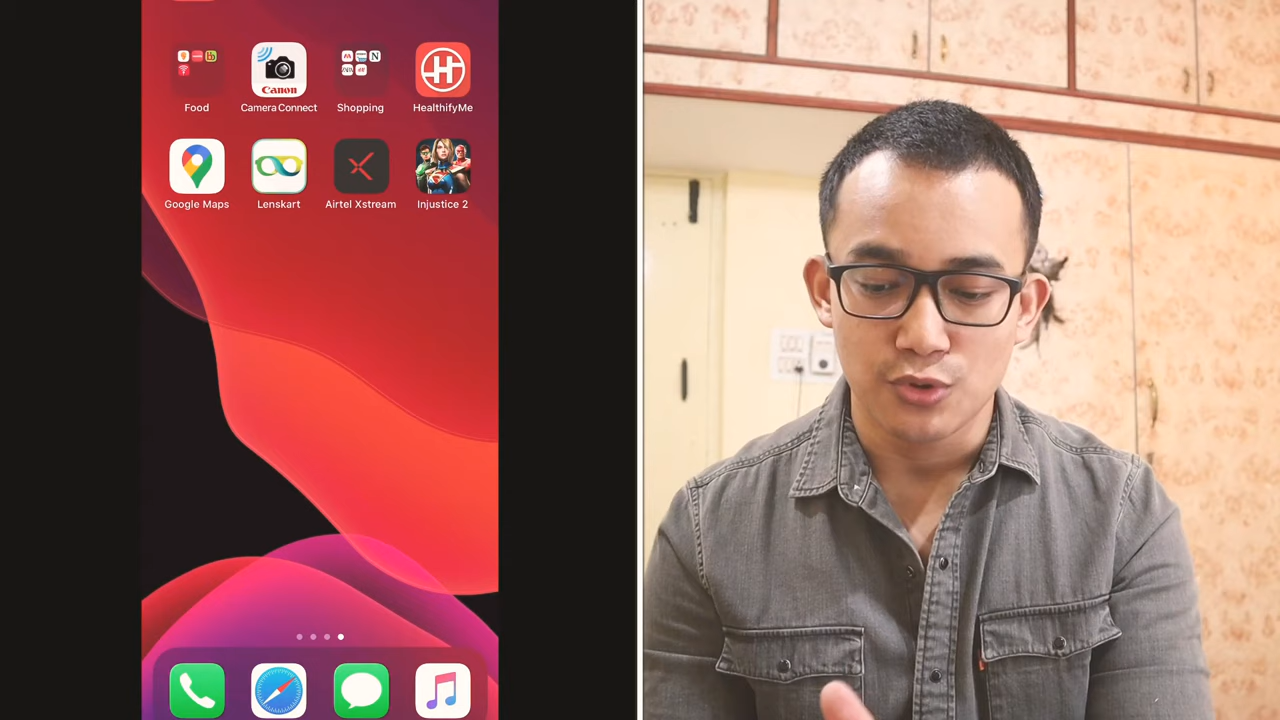 Canon
Food
Camera Connect
Shopping
HealthifyMe
Google Maps
Lenskart
Airtel Xstream
Injustice 2